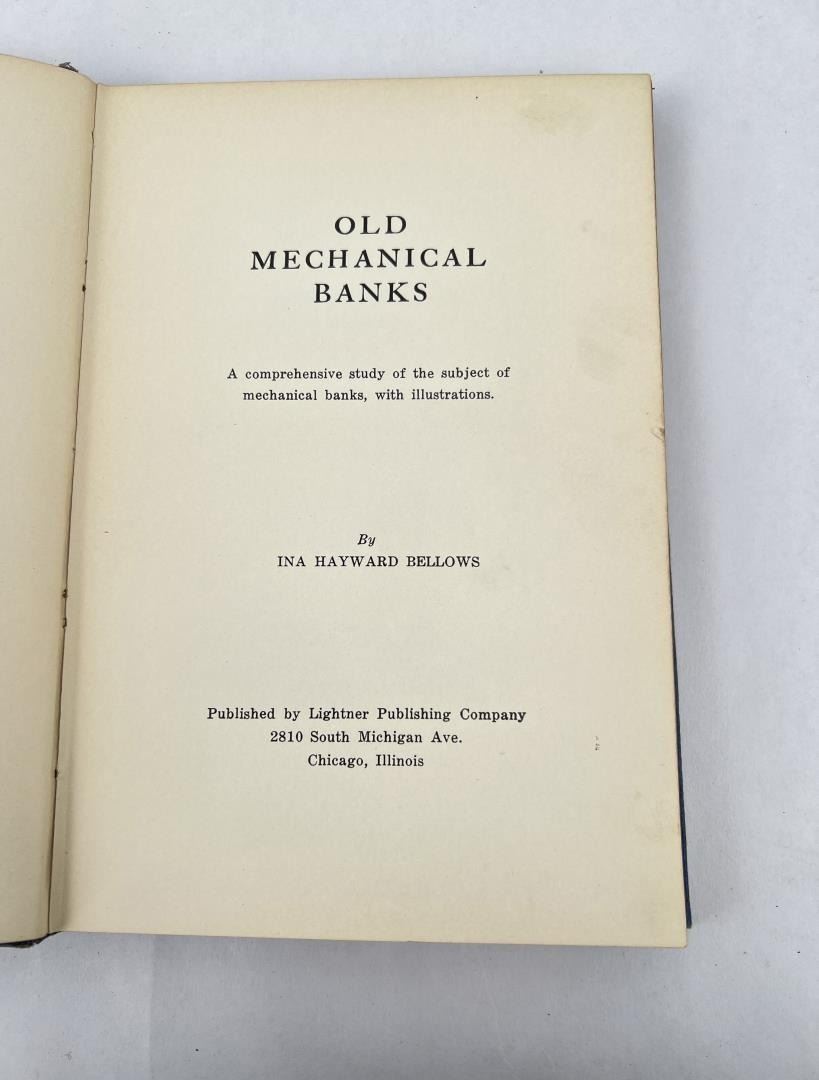 OLD
MECHANICAL
BANKS
A comprehensive study of the subject of
mechanical banks, with illustrations.
By
INA HAYWARD BELLOWS
Published by Lightner Publishing Company
2810 South Michigan Ave.
Chicago, Illinois